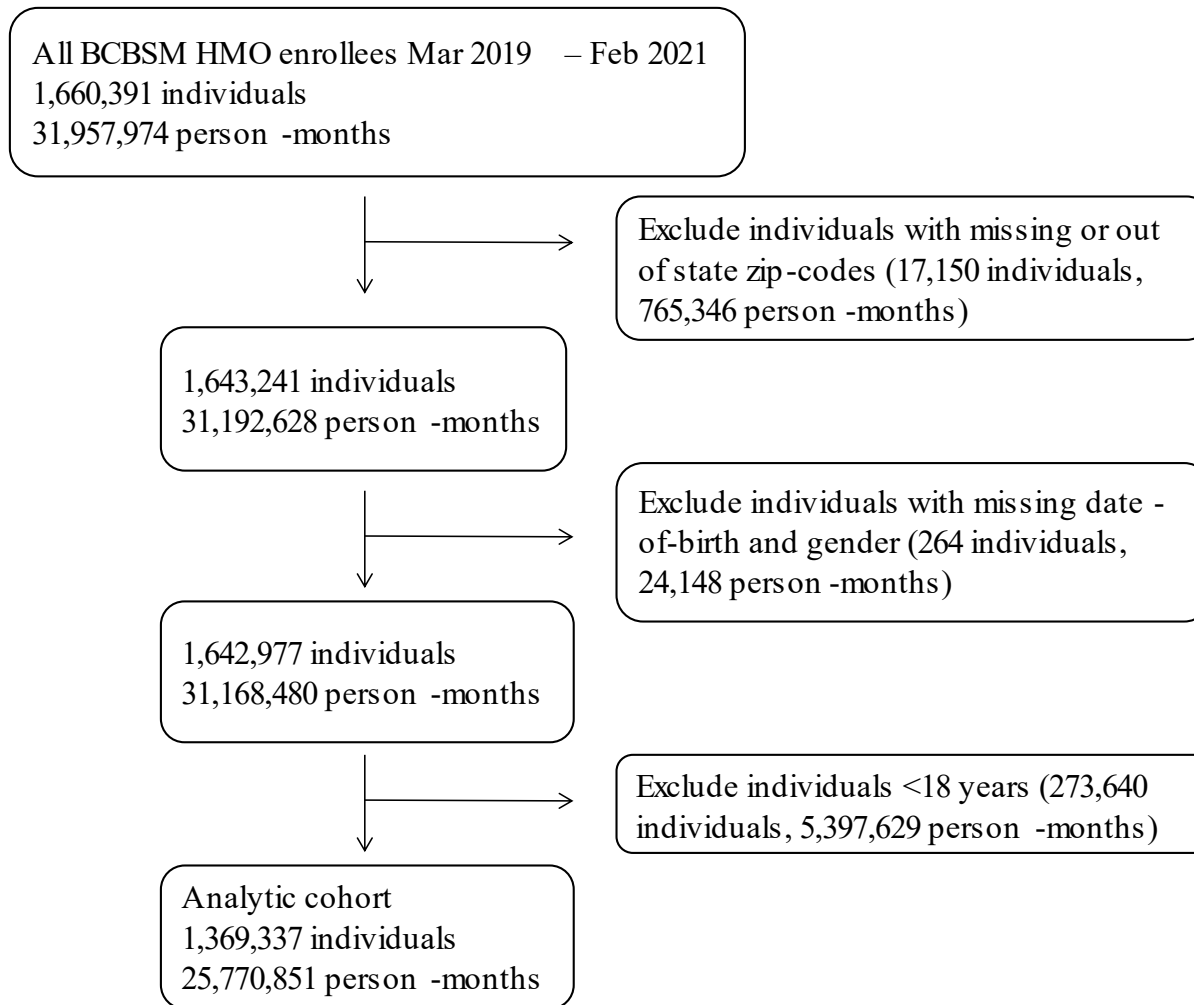 All BCBSM HMO enrollees Mar 2019 – Feb 2021
1,660,391 individuals
31,957,974 person -months
Exclude individuals with missing or out
of state zip-codes (17,150 individuals,
765,346 person -months)
1,643,241 individuals
31,192,628 person -months
Exclude individuals with missing date -
of-birth and gender (264 individuals,
24,148 person -months)
1,642,977 individuals
31,168,480 person -months
Exclude individuals <18 years (273,640
individuals, 5,397,629 person -months)
Analytic cohort
1,369,337 individuals
25,770,851 person -months